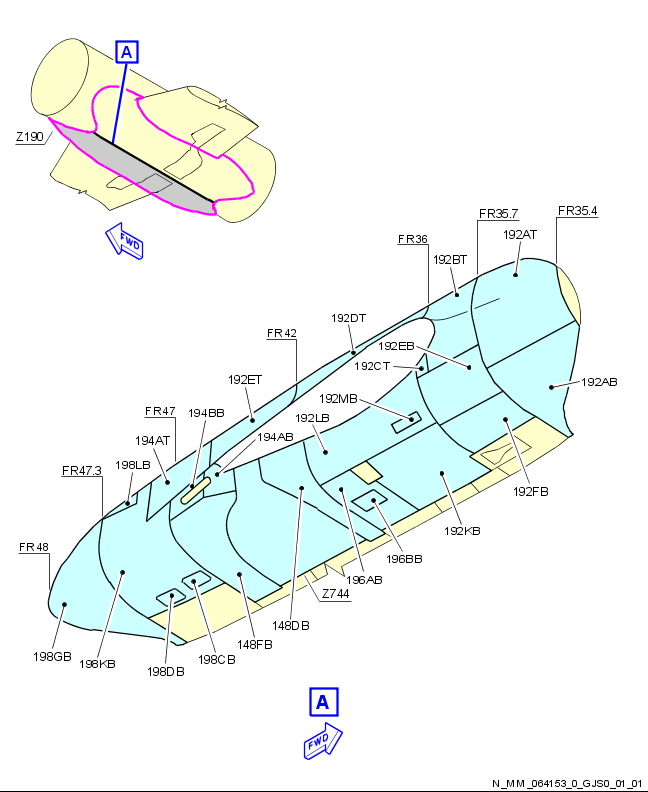 A
Z190
FWD
FR35.7
FR35.4
192AT
FR36
192BT
192DT
FR42
192EB
192CT
192ET
192AB
192MB
FR47
194BB
192LB
194AB
194AT
FR47.3
198LB
192FB
192KB
FR48
196BB
196AB
Z744
148DB
148FB
198GB
198KB
198DB
198CB
A
FWD
N_MM_064153_0_GJS0_01_01